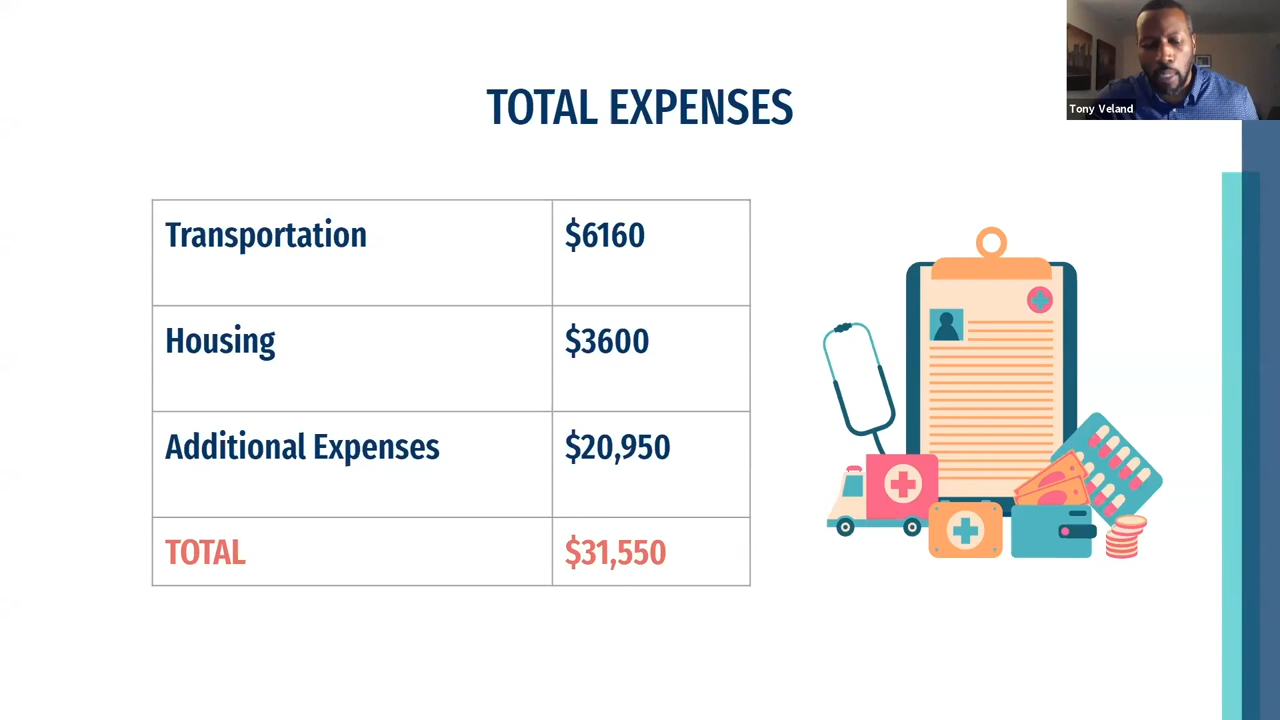 Tony Veland
TOTAL EXPENSES
Transportation $6160
Housing $3600
Additional Expenses $20,950
TOTAL $31,550